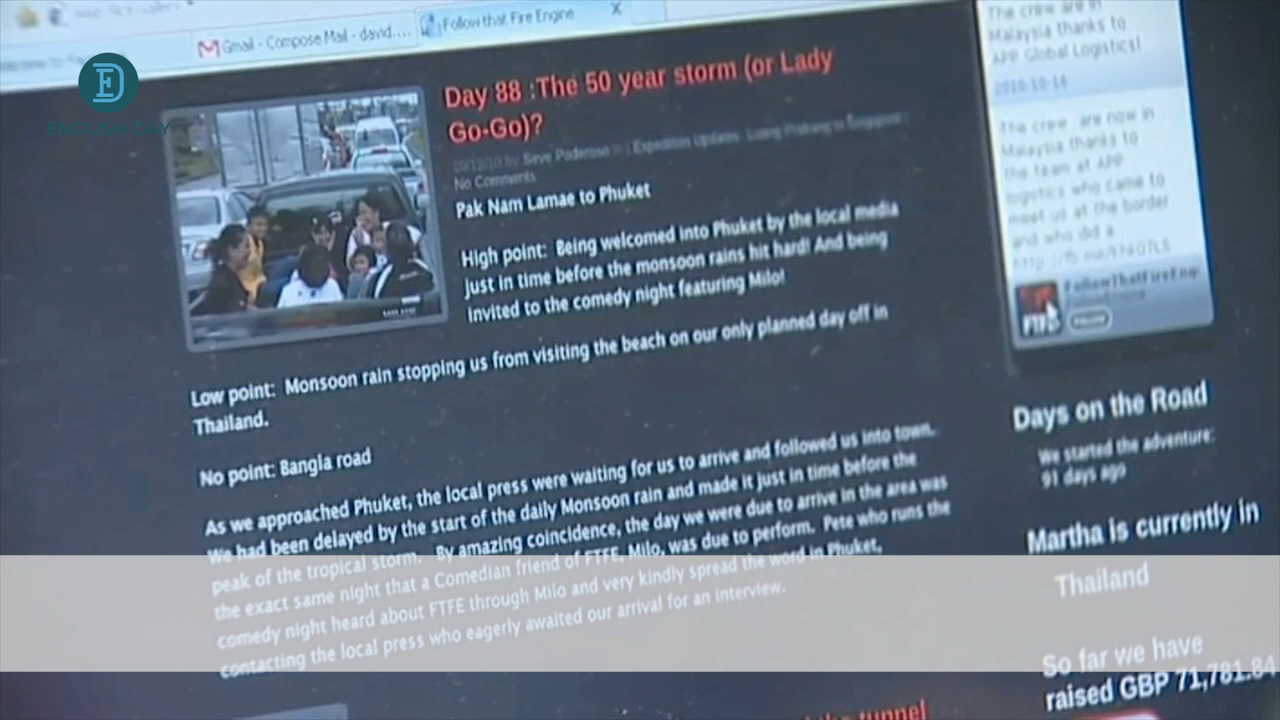 Gmail - Compose Mail - david....
Follow that Fire Engine
X
ENGLISH DAY
Day 88 :The 50 year storm (or Lady
Go-Go)?
by Steve
Expedition Updates
No Comments
Pak Nam Lamae to Phuket
High point: Being welcomed into Phuket by the local media
just in time before the monsoon rains hit hard! And being
invited to the comedy night featuring Milo!
Low point: Monsoon rain stopping us from visiting the beach on our only planned day off in
Thailand.
No point: Bangla road
As we approached Phuket, the local press were waiting for us to arrive and followed us into town.
We had been delayed by the start of the daily Monsoon rain and made it just in time before the
peak of the tropical storm. By amazing coincidence, the day we were due to arrive in the area was
the exact same night that a Comedian friend of FTFE, Milo, was due to perform. Pete who runs the
comedy night heard about FTFE through Milo and very kindly spread the word in Phuket,
contacting the local press who eagerly awaited our arrival for an interview.
tunnel
The crew are in
Malaysia thanks to
APP Global Logistics!
2010-10-16
The crew are now in
Malaysia thanks to
the team at APP
logistics who came to
meet us at the border
and who did a
FollowThatFireEng
Days on the Road
We started the adventure:
91 days ago
Martha is currently in
Thailand
So far we have
raised GBP 71,781.84